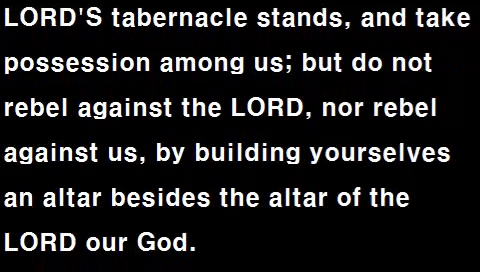 LORD'S tabernacle stands, and take
possession among us; but do not
rebel against the LORD, nor rebel
against us, by building yourselves
an altar besides the altar of the
LORD our God.